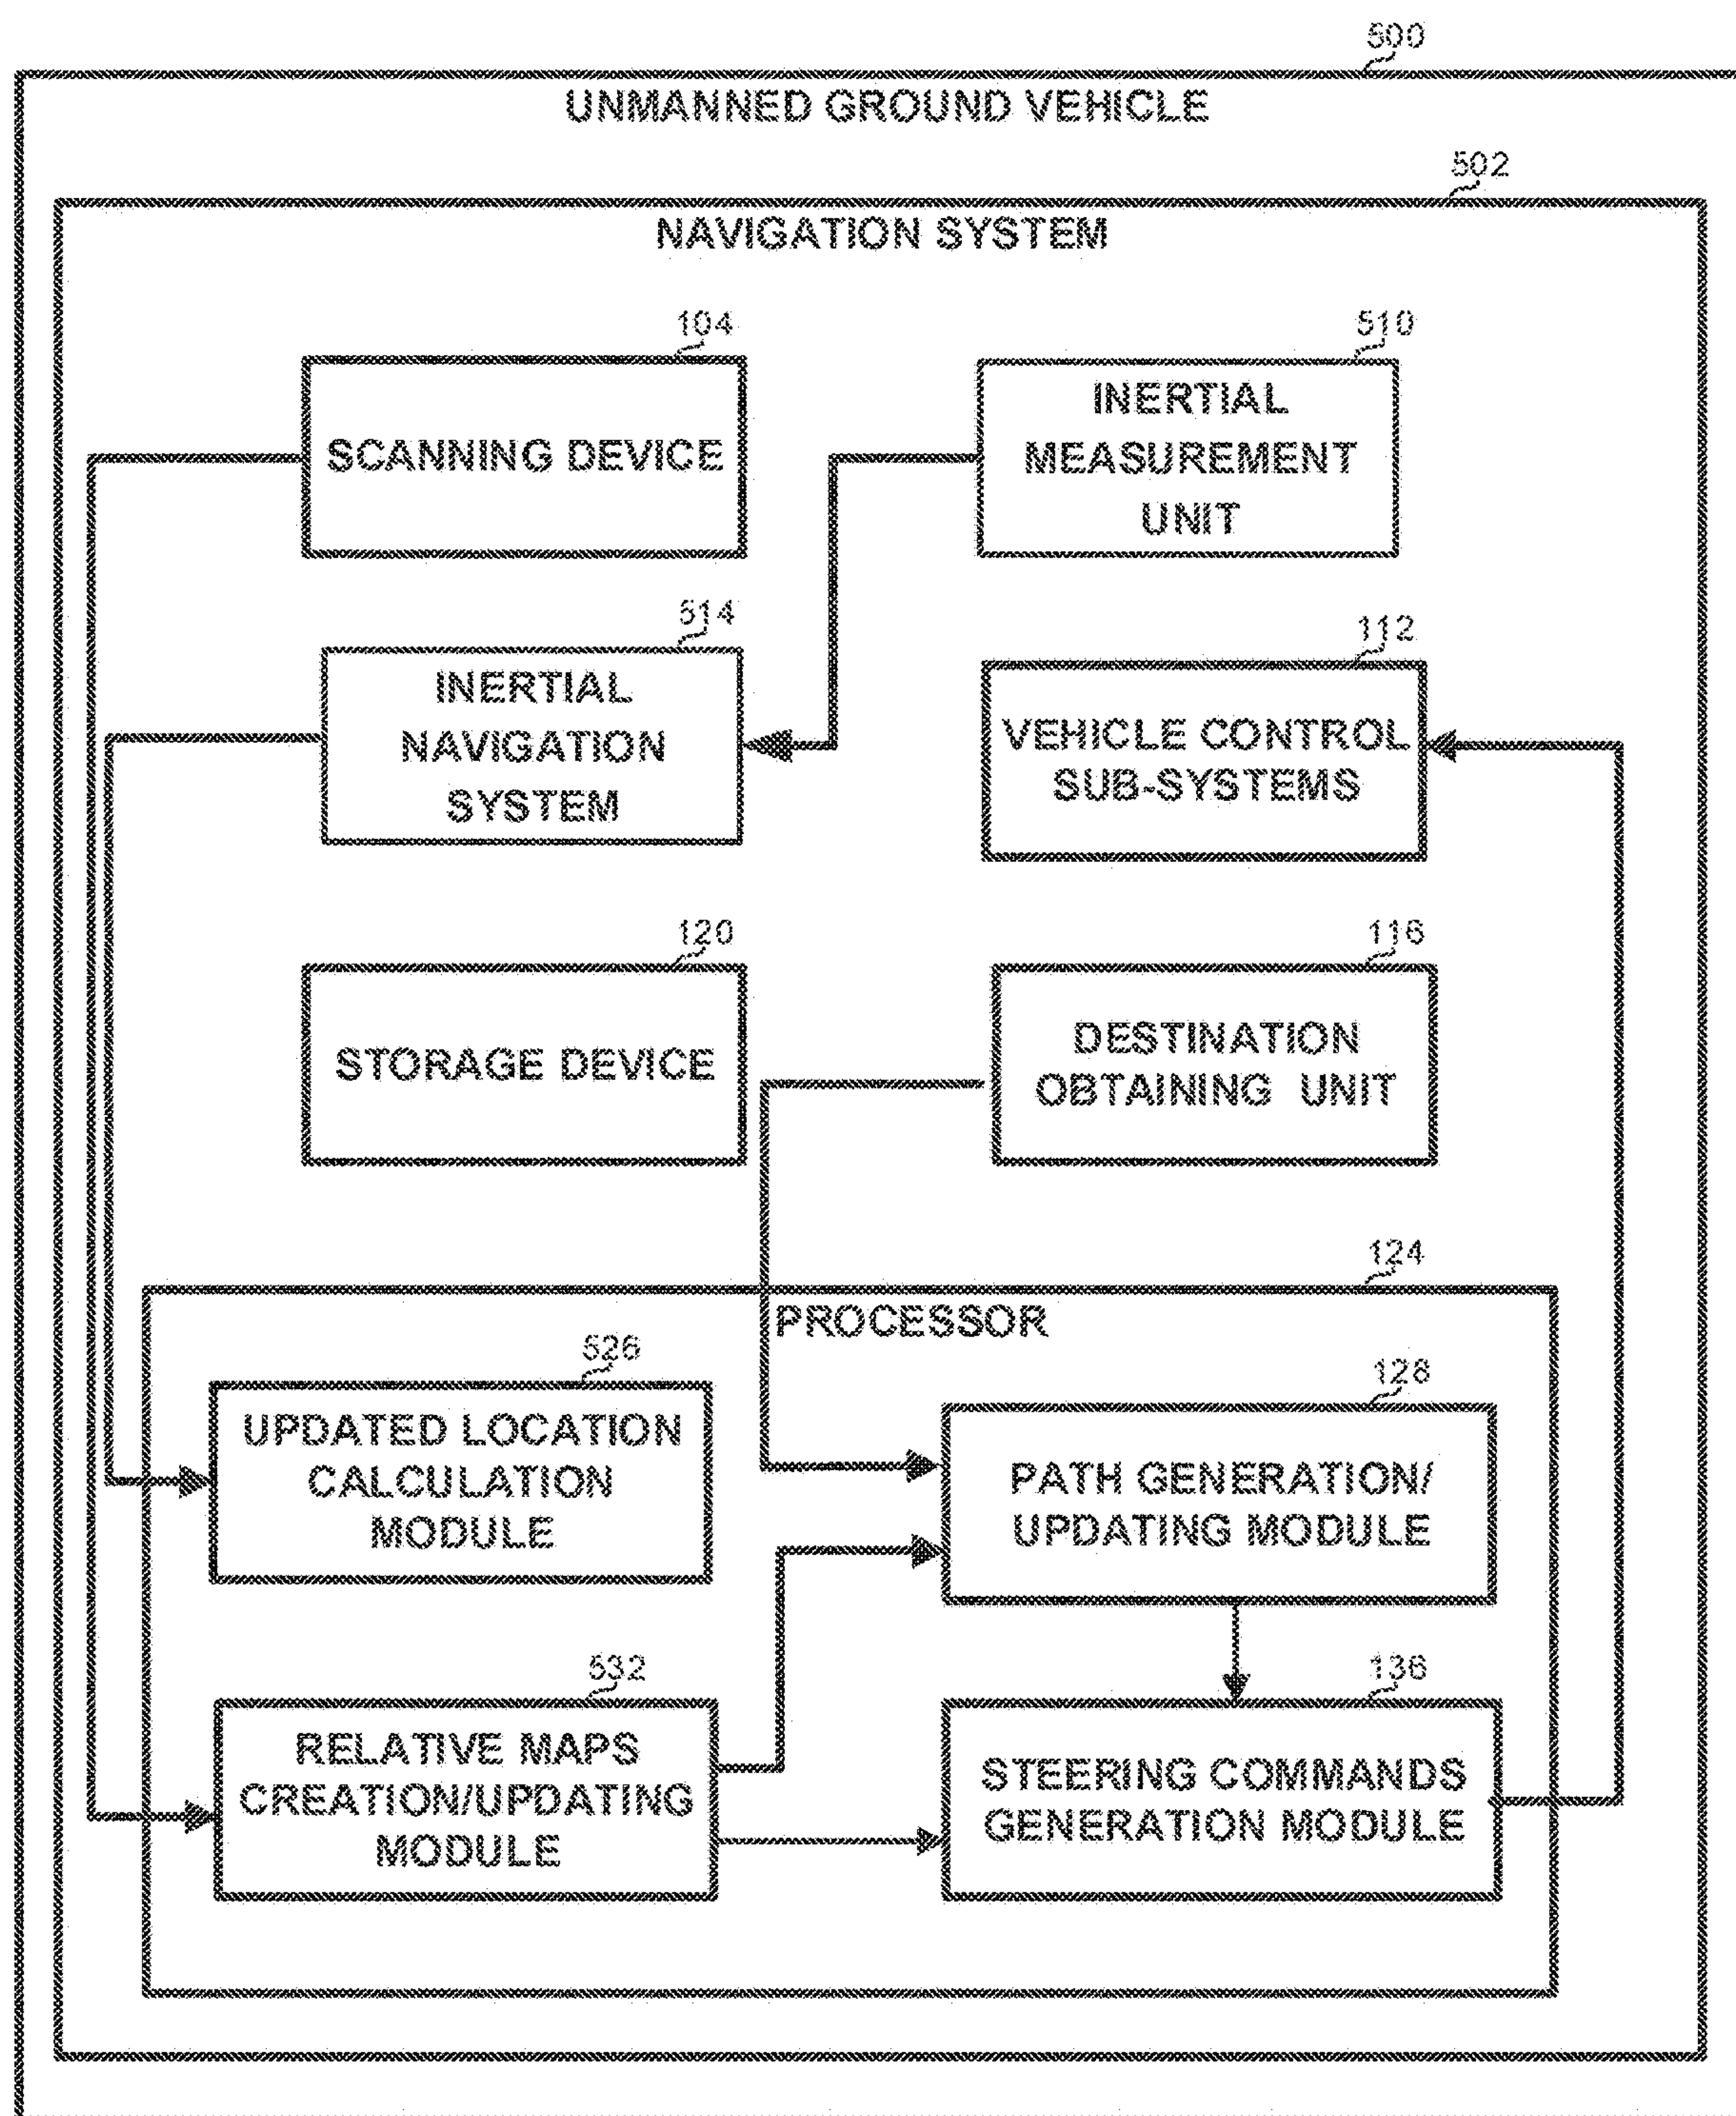 500
UNMANNED GROUND VEHICLE
502
NAVIGATION SYSTEM
104
SCANNING DEVICE
510
INERTIAL
MEASUREMENT
UNIT
514
INERTIAL
NAVIGATION
SYSTEM
112
VEHICLE CONTROL
SUB-SYSTEMS
120
STORAGE DEVICE
116
DESTINATION
OBTAINING UNIT
124
PROCESSOR
526
UPDATED LOCATION
CALCULATION
MODULE
128
PATH GENERATION/
UPDATING MODULE
532
RELATIVE MAPS
CREATION/UPDATING
MODULE
136
STEERING COMMANDS
GENERATION MODULE